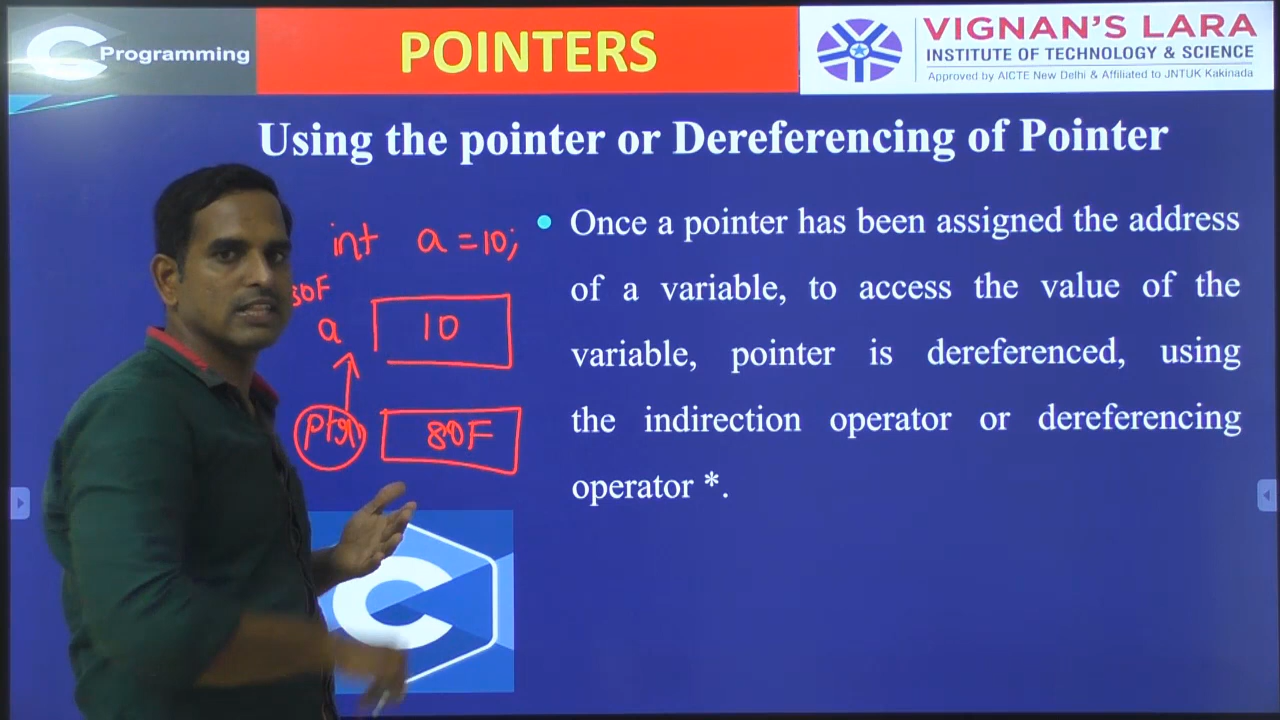 C Programming
POINTERS
VIGNAN'S LARA
INSTITUTE OF TECHNOLOGY & SCIENCE
Approved by AICTE New Delhi & Affiliated to JNTUK Kakinada
Using the pointer or Dereferencing of Pointer
int a = 10;
a 10
ptr 80F
• Once a pointer has been assigned the address
of a variable, to access the value of the
variable, pointer is dereferenced, using
the indirection operator or dereferencing
operator *.
C